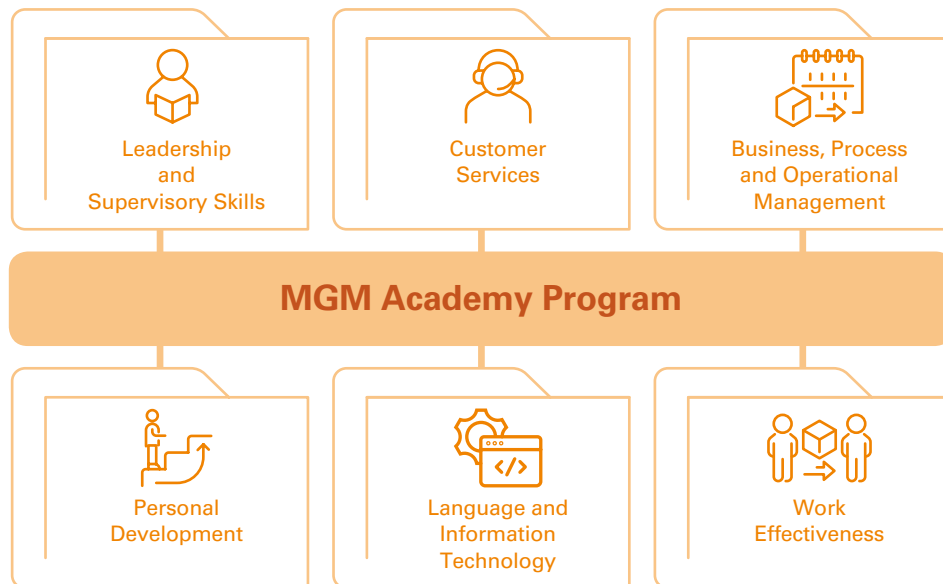 Leadership
and
Supervisory Skills
Customer
Services
Business, Process
and Operational
Management
MGM Academy Program
Personal
Development
Language and
Information
Technology
Work
Effectiveness